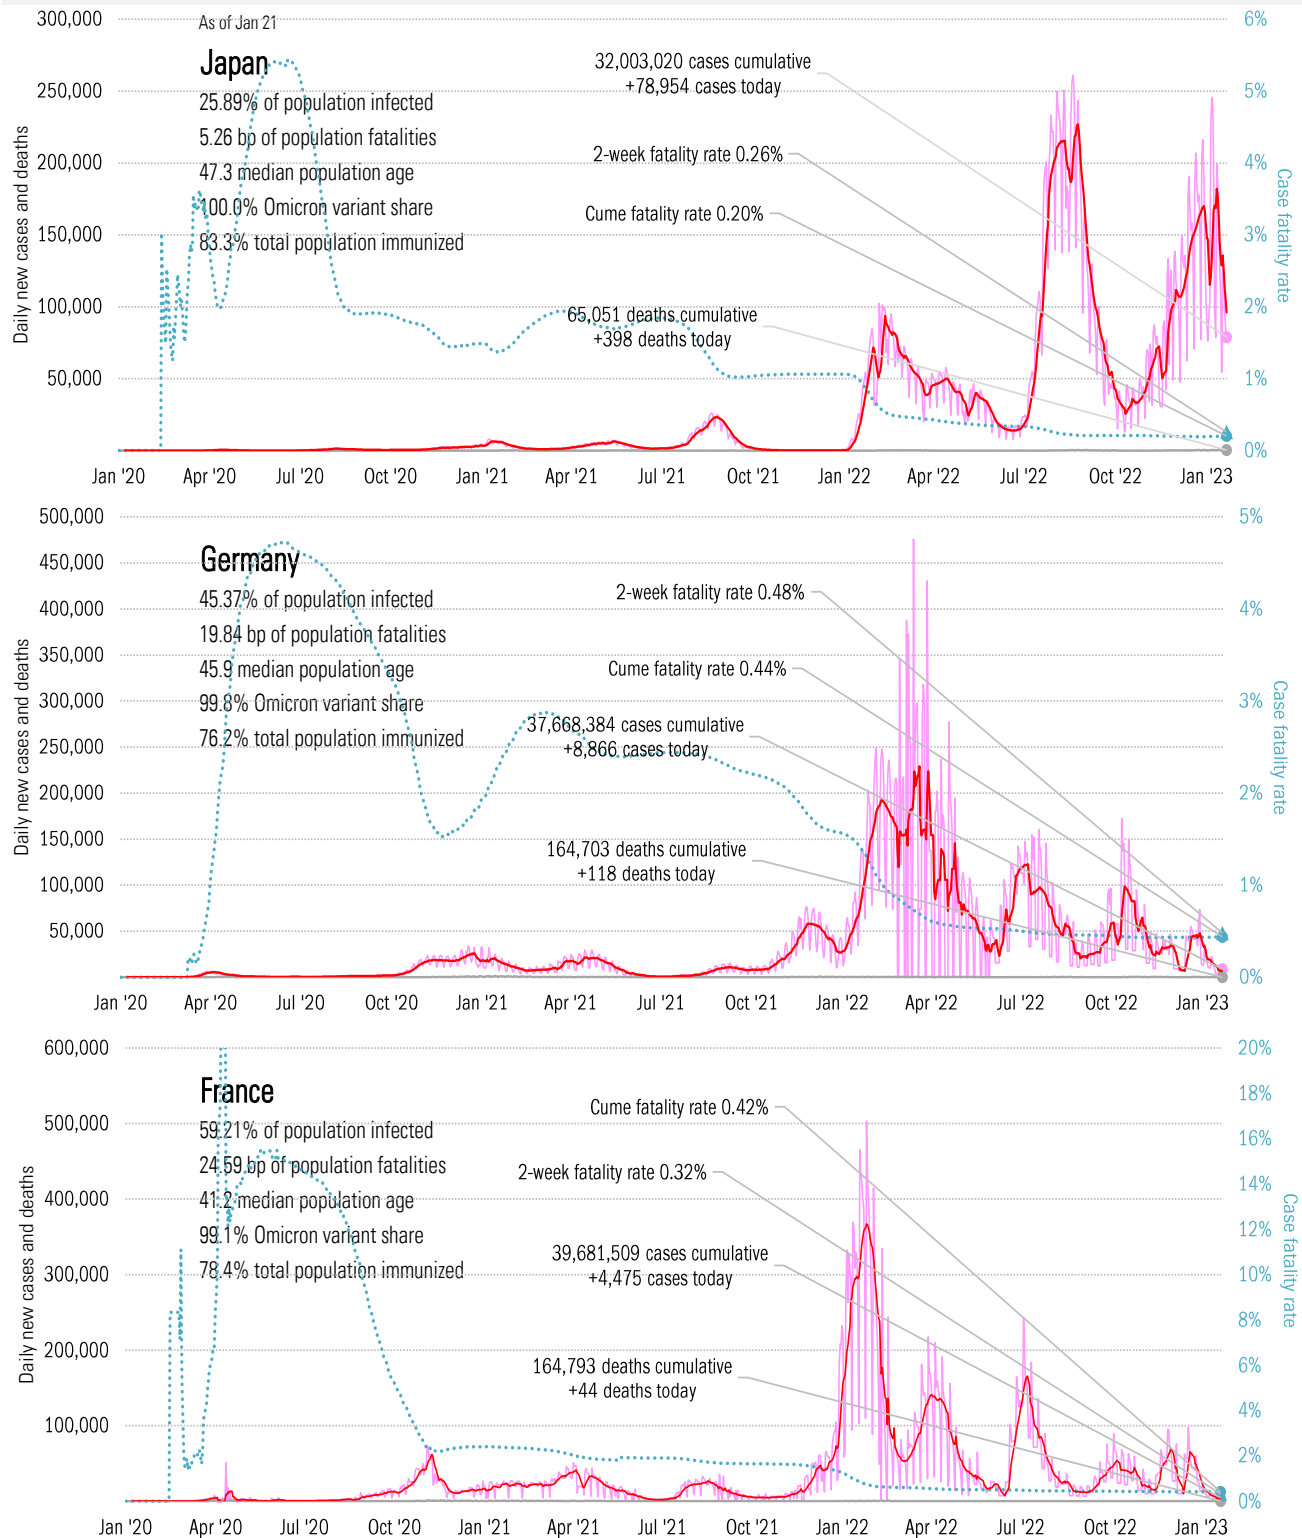 300,000
As of Jan 21
6%
Japan
32,003,020 cases cumulative
+78,954 cases today
250,000
5%
25.89% of population infected
5.26 bp of population fatalities
2-week fatality rate 0.26%
200,000
4%
47.3 median population age
100.0% Omicron variant share
Cume fatality rate 0.20%
150,000
3%
83.3% total population immunized
Daily new cases and deaths
Case fatality rate
100,000
2%
65,051 deaths cumulative
+398 deaths today
50,000
1%
0%
Jan '20 Apr '20 Jul '20 Oct '20 Jan '21 Apr '21 Jul '21 Oct '21 Jan '22 Apr '22 Jul '22 Oct '22 Jan '23
500,000
5%
Germany
450,000
2-week fatality rate 0.48%
45.37% of population infected
400,000
4%
19.84 bp of population fatalities
350,000
45.9 median population age
Cume fatality rate 0.44%
300,000
3%
99.8% Omicron variant share
37,668,384 cases cumulative
+8,866 cases today
76.2% total population immunized
250,000
Daily new cases and deaths
Case fatality rate
200,000
2%
150,000
164,703 deaths cumulative
+118 deaths today
100,000
1%
50,000
0%
Jan '20 Apr '20 Jul '20 Oct '20 Jan '21 Apr '21 Jul '21 Oct '21 Jan '22 Apr '22 Jul '22 Oct '22 Jan '23
600,000
20%
France
18%
Cume fatality rate 0.42%
500,000
59.21% of population infected
16%
24.59 bp of population fatalities
2-week fatality rate 0.32%
400,000
41.2 median population age
14%
99.1% Omicron variant share
12%
39,681,509 cases cumulative
+4,475 cases today
300,000
78.4% total population immunized
10%
Daily new cases and deaths
Case fatality rate
8%
200,000
164,793 deaths cumulative
+44 deaths today
6%
100,000
4%
2%
0%
Jan '20 Apr '20 Jul '20 Oct '20 Jan '21 Apr '21 Jul '21 Oct '21 Jan '22 Apr '22 Jul '22 Oct '22 Jan '23